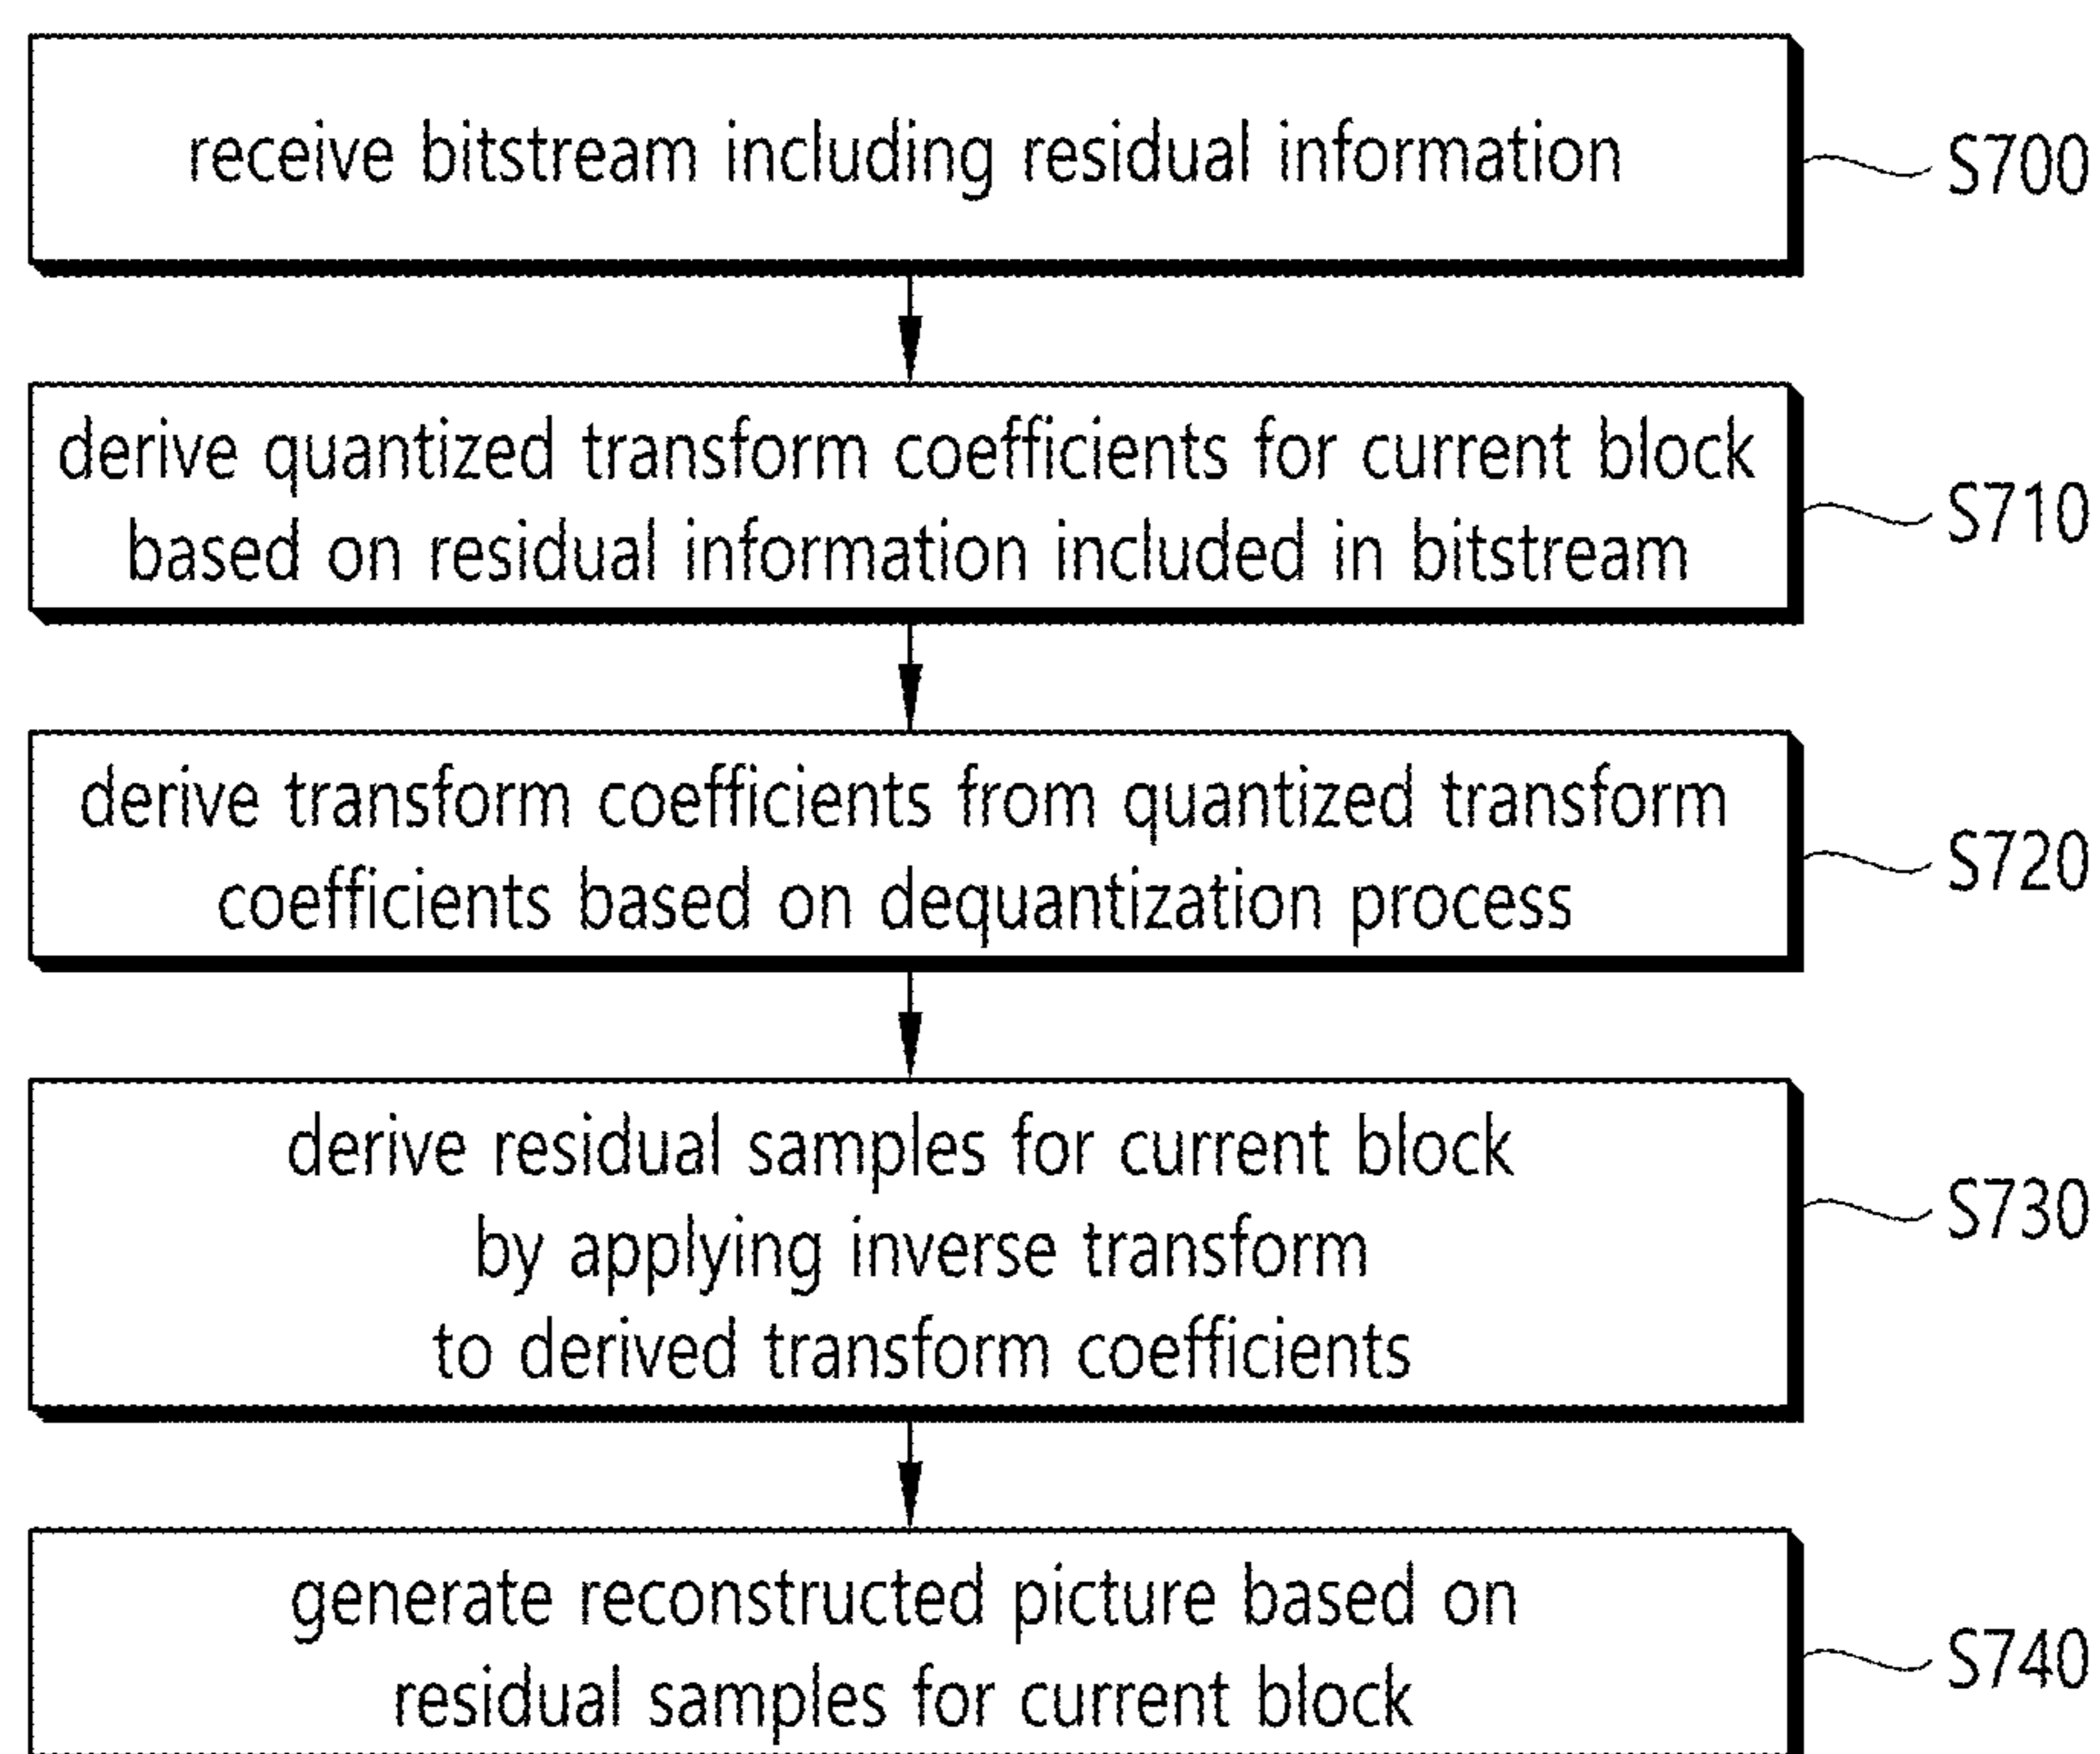 receive bitstream including residual information
S700
derive quantized transform coefficients for current block
based on residual information included in bitstream
S710
derive transform coefficients from quantized transform
coefficients based on dequantization process
S720
derive residual samples for current block
by applying inverse transform
to derived transform coefficients
S730
generate reconstructed picture based on
residual samples for current block
S740